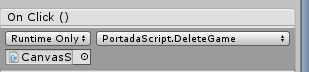 On Click ()
Runtime Only PortadaScript.DeleteGame
CanvasS